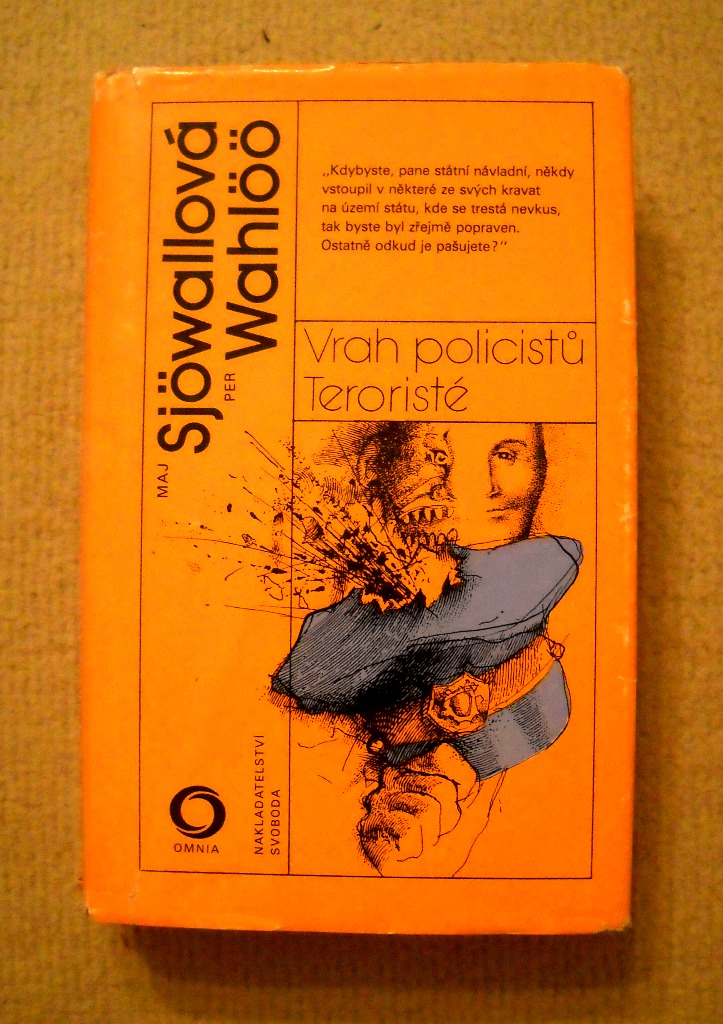 MAJ
Sjöwallová
PER
Wahlöö
„Kdybyste, pane státní návladní, někdy
vstoupil v některé ze svých kravat
na území státu, kde se trestá nevkus,
tak byste byl zřejmě popraven.
Ostatně odkud je pašujete?”
Vrah policistů
Teroristé
OMNIA
NAKLADATELSTVÍ
SVOBODA